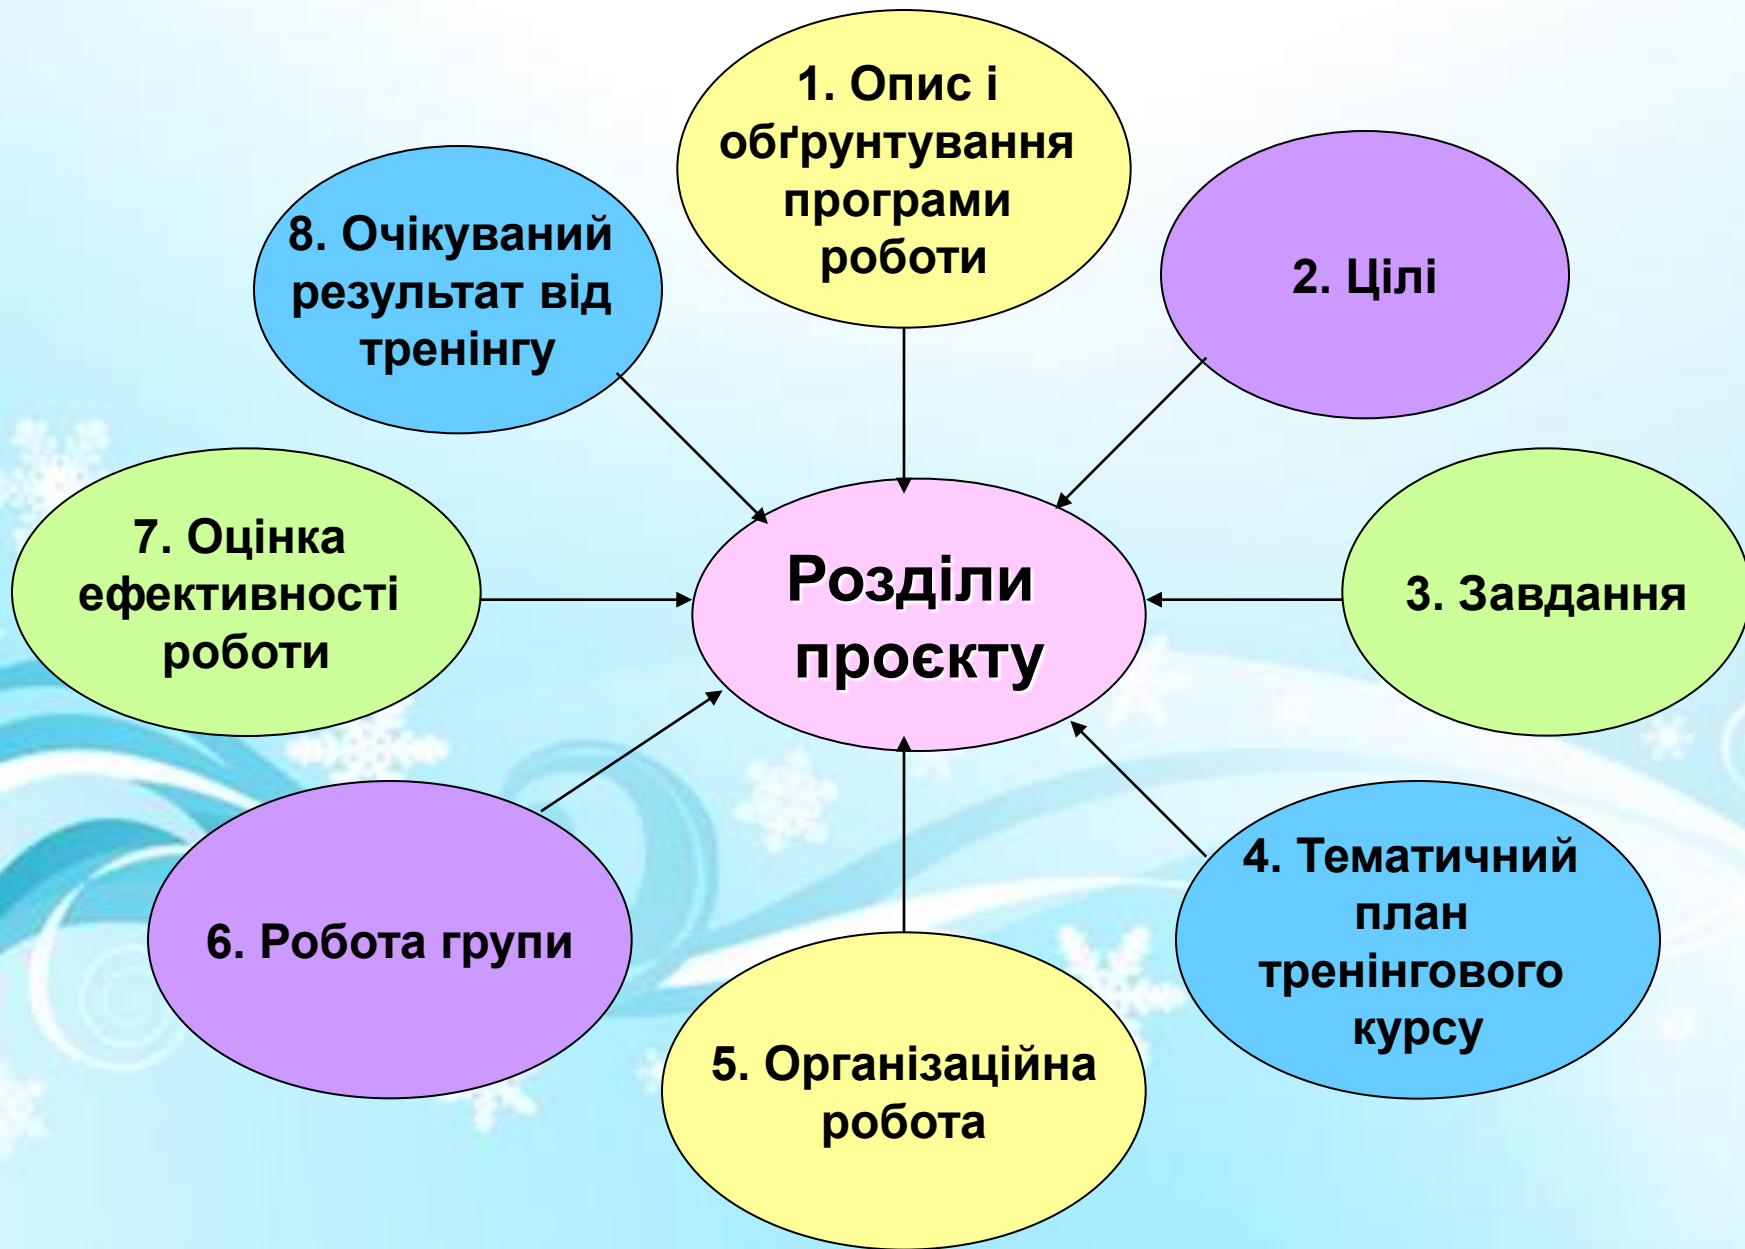 1. Опис і
обґрунтування
програми
роботи
2. Цілі
3. Завдання
4. Тематичний
план
тренінгового
курсу
5. Організаційна
робота
6. Робота групи
7. Оцінка
ефективності
роботи
8. Очікуваний
результат від
тренінгу
Розділи
проєкту